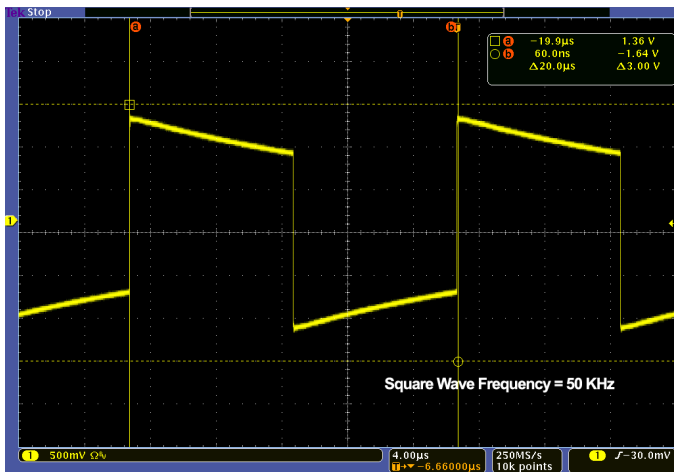 Tek Stop
T
a
b
a -19.9µs 1.36 V
b 60.0ns -1.64 V
Δ20.0µs Δ3.00 V
1
Square Wave Frequency = 50 KHz
1 500mV Ω 4.00µs 250MS/s 1 -30.0mV
T→▾ -6.66000µs 10k points